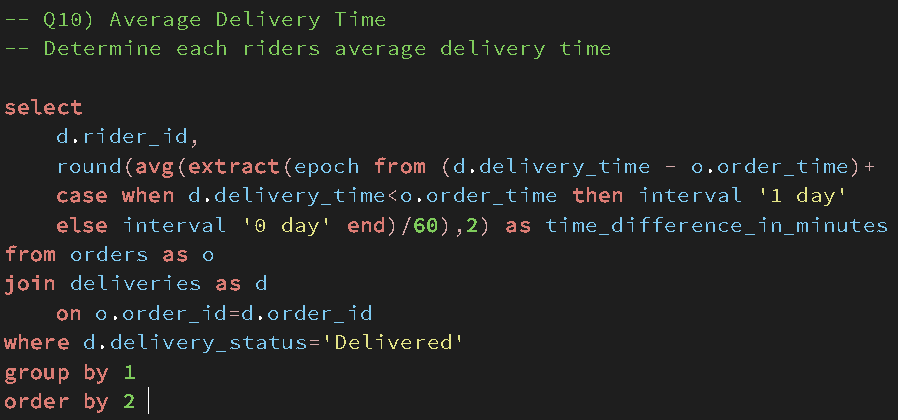 -- Q10) Average Delivery Time
-- Determine each riders average delivery time
select
d.rider_id,
round(avg(extract(epoch from (d.delivery_time - o.order_time)+
case when d.delivery_time<o.order_time then interval '1 day'
else interval '0 day' end)/60),2) as time_difference_in_minutes
from orders as o
join deliveries as d
on o.order_id=d.order_id
where d.delivery_status='Delivered'
group by 1
order by 2